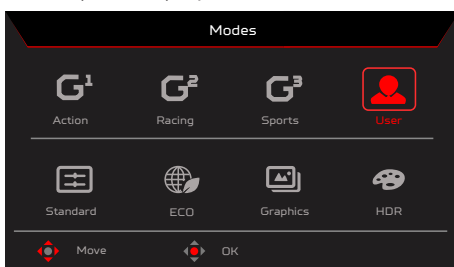 Modes
G1 G2 G3
Action Racing Sports User
Standard ECO Graphics HDR
Move OK